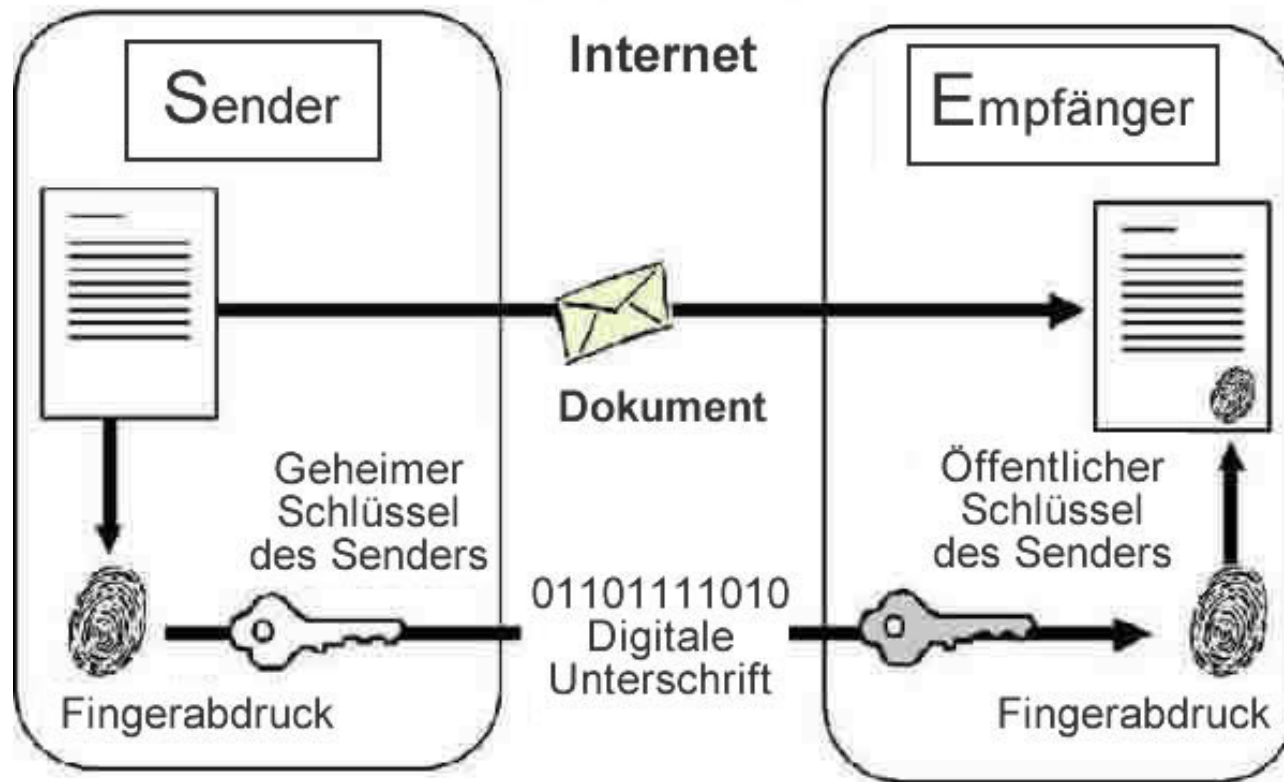 Internet
Sender
Empfänger
Dokument
Geheimer
Schlüssel
des Senders
Öffentlicher
Schlüssel
des Senders
01101111010
Digitale
Unterschrift
Fingerabdruck
Fingerabdruck